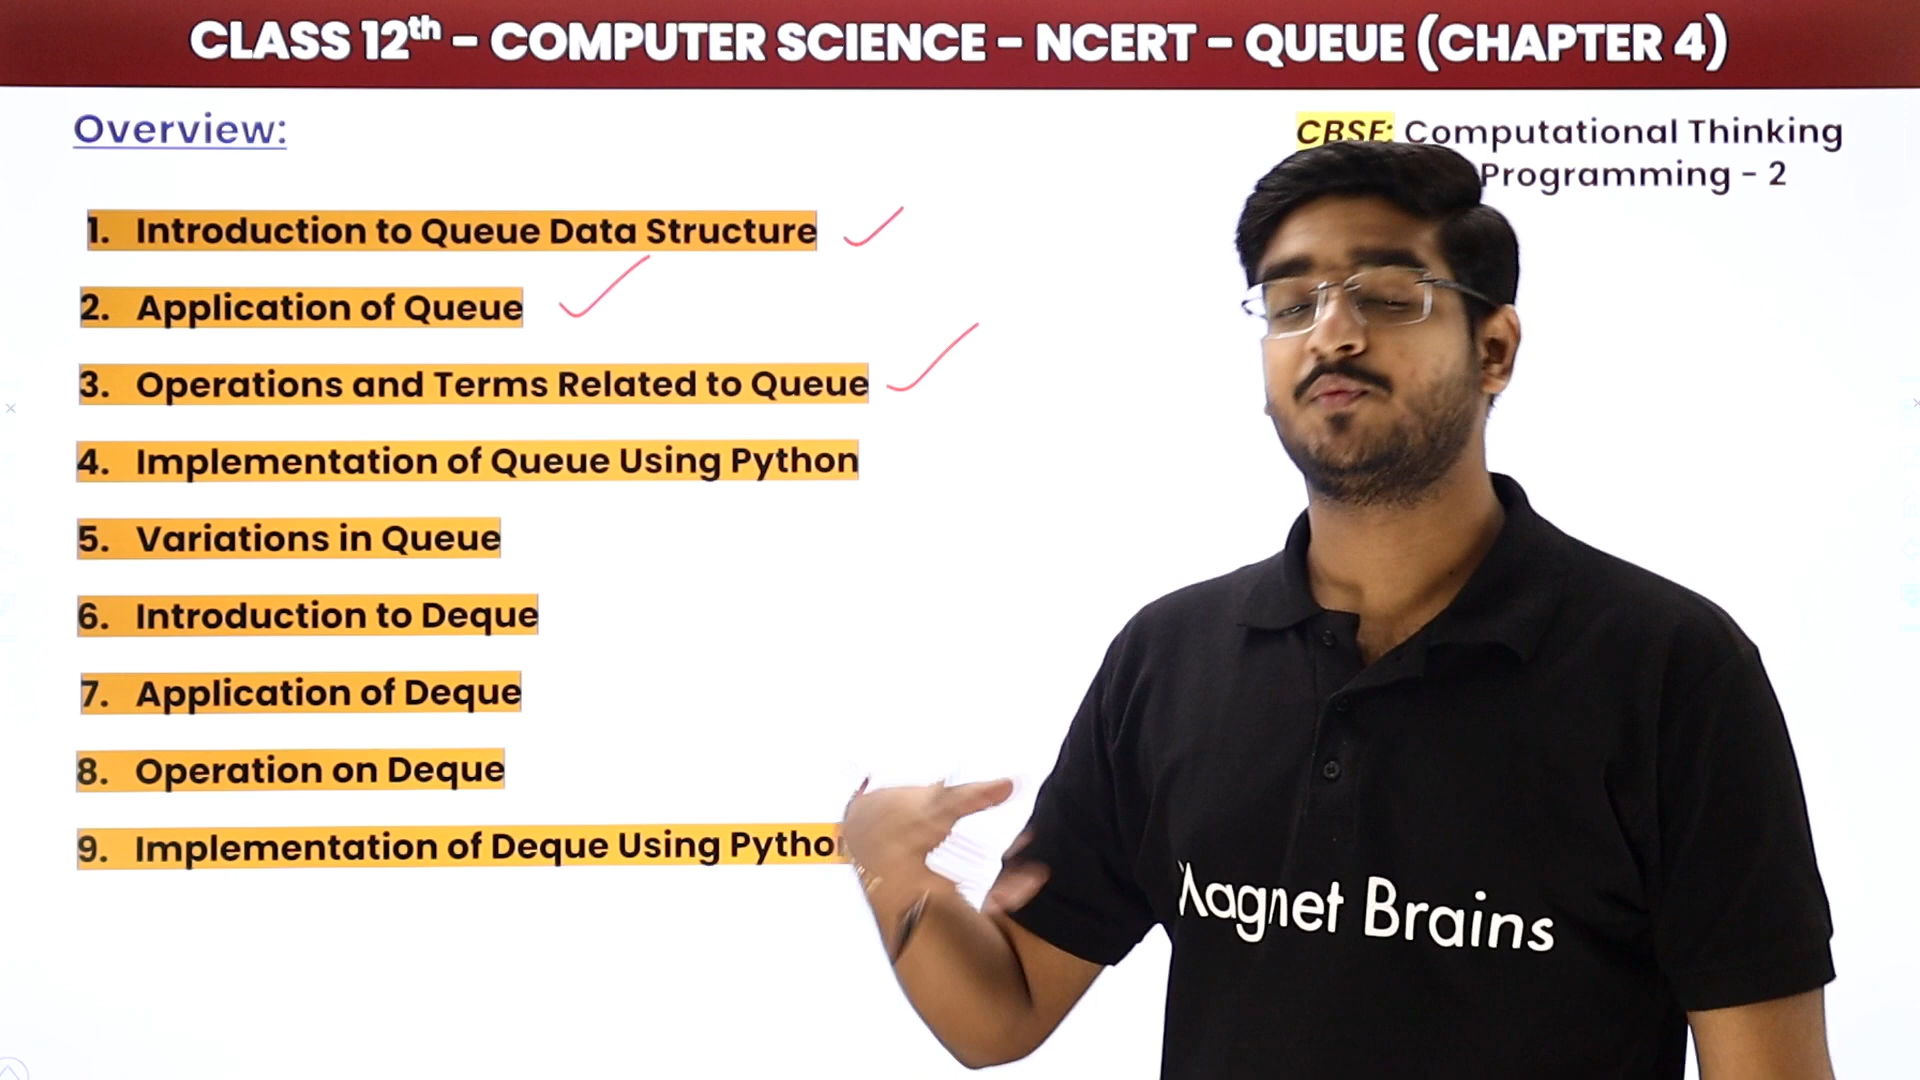 CLASS 12th - COMPUTER SCIENCE - NCERT - QUEUE (CHAPTER 4)
Overview:
CBSE: Computational Thinking
Programming - 2
1. Introduction to Queue Data Structure
2. Application of Queue
3. Operations and Terms Related to Queue
4. Implementation of Queue Using Python
5. Variations in Queue
6. Introduction to Deque
7. Application of Deque
8. Operation on Deque
9. Implementation of Deque Using Python
Magnet Brains